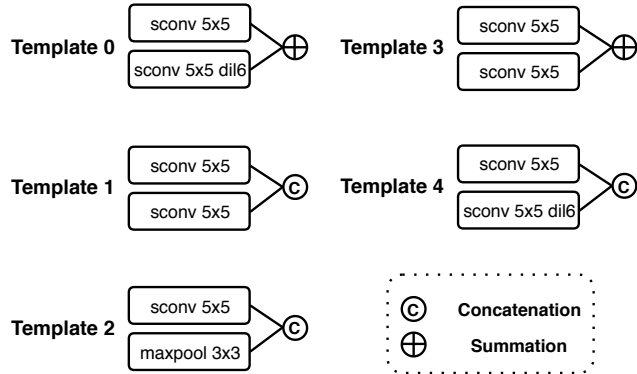 Template 0
sconv 5x5
sconv 5x5 dil6
Template 3
sconv 5x5
sconv 5x5
Template 1
sconv 5x5
sconv 5x5
C
Template 4
sconv 5x5
sconv 5x5 dil6
C
Template 2
sconv 5x5
maxpool 3x3
C
C Concatenation
Summation